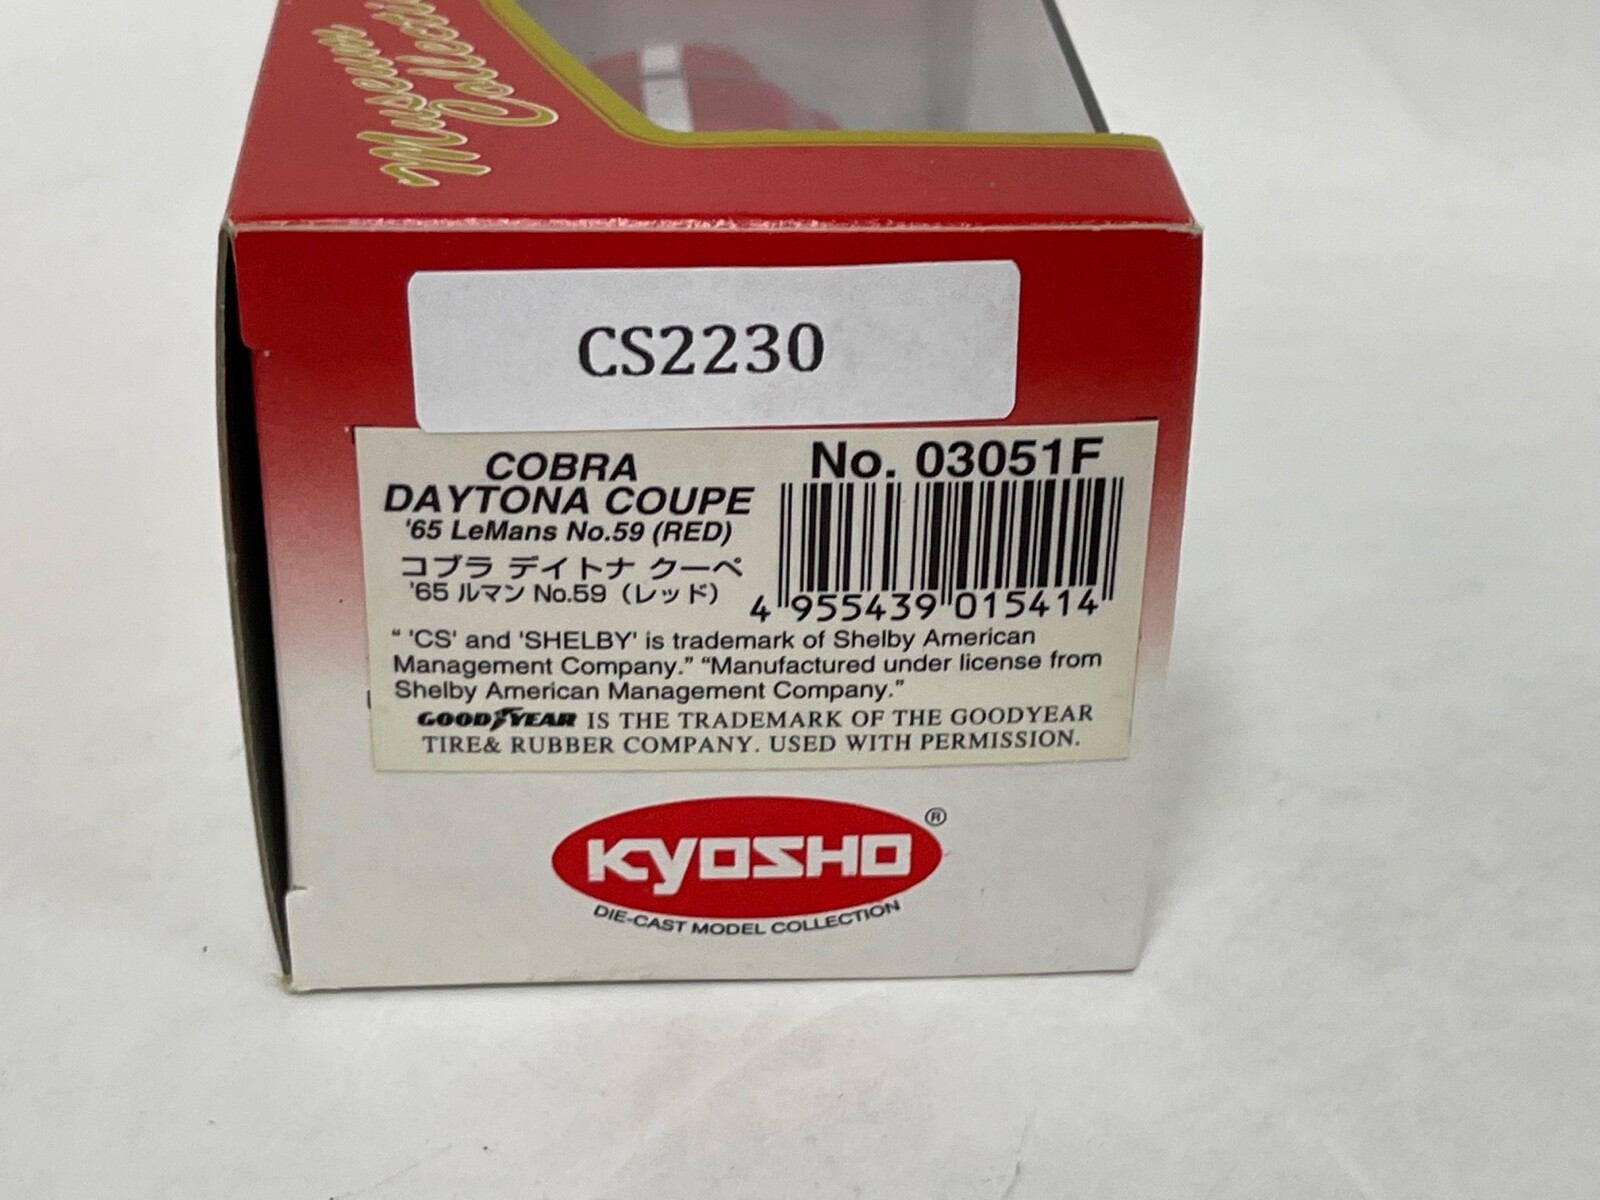 Museum
Collecti
CS2230
COBRA
DAYTONA COUPE
'65 LeMans No.59 (RED)
コブラ デイトナ クーペ
'65 ルマン No.59（レッド）
No. 03051F
4 955439 015414
“ 'CS' and 'SHELBY' is trademark of Shelby American
Management Company.” “Manufactured under license from
Shelby American Management Company.”
GOODYEAR IS THE TRADEMARK OF THE GOODYEAR
TIRE& RUBBER COMPANY. USED WITH PERMISSION.
KYOSHO ®
DIE-CAST MODEL COLLECTION